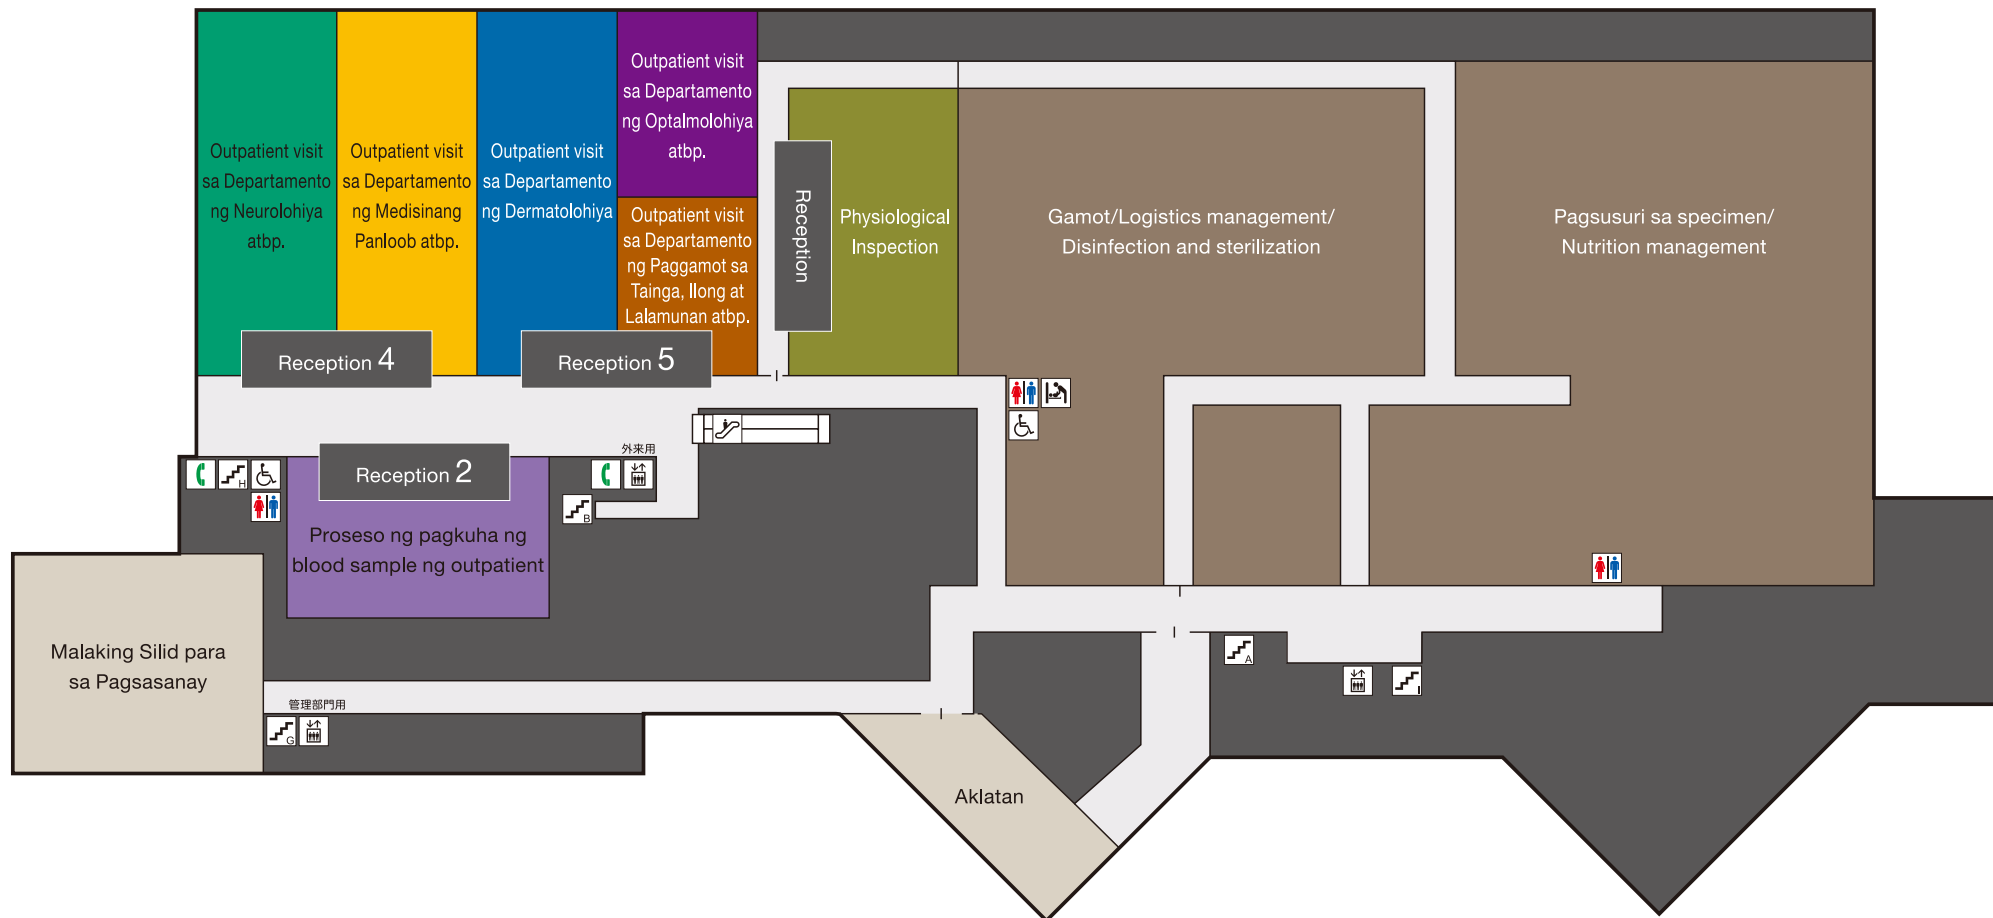 Outpatient visit
sa Departamento
ng Neurolohiya
atbp.
Outpatient visit
sa Departamento
ng Medisinang
Panloob atbp.
Outpatient visit
sa Departamento
ng Dermatolohiya
Outpatient visit
sa Departamento
ng Optalmolohiya
atbp.
Outpatient visit
sa Departamento
ng Paggamot sa
Tainga, Ilong at
Lalamunan atbp.
Reception
Physiological
Inspection
Gamot/Logistics management/
Disinfection and sterilization
Pagsusuri sa specimen/
Nutrition management
Reception 4
Reception 5
Reception 2
外来用
H
B
Proseso ng pagkuha ng
blood sample ng outpatient
Malaking Silid para
sa Pagsasanay
管理部門用
G
A
I
Aklatan